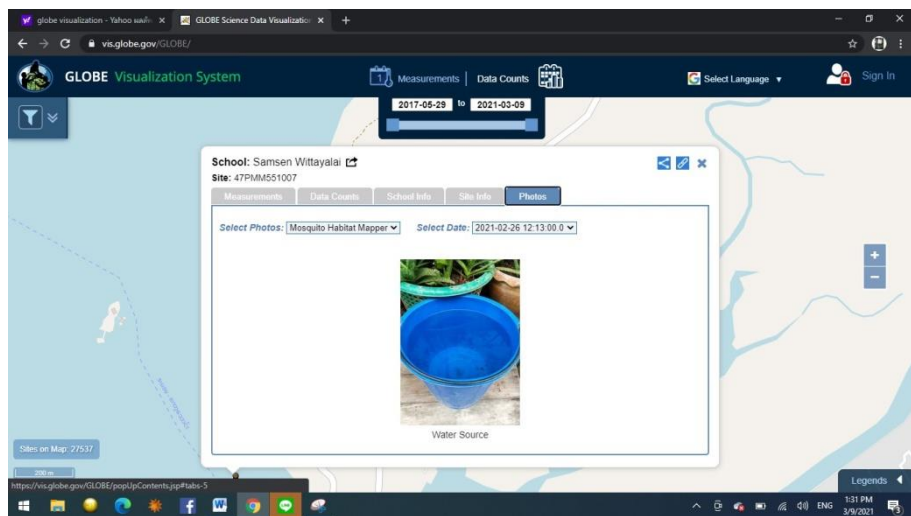 globe visualization - Yahoo
GLOBE Science Data Visualization
vis.globe.gov/GLOBE/
GLOBE Visualization System
Measurements | Data Counts
Select Language
Sign In
2017-05-29 to 2021-03-09
School: Samsen Wittayalai
Site: 47PMM551007
Measurements Data Counts School Info Site Info Photos
Select Photos: Mosquito Habitat Mapper Select Date: 2021-02-26 12:13:00.0
Water Source
+
-
Sites on Map: 27537
200 m
https://vis.globe.gov/GLOBE/popUpContents.jsp#tabs-5
Legends
ENG
1:31 PM
3/9/2021